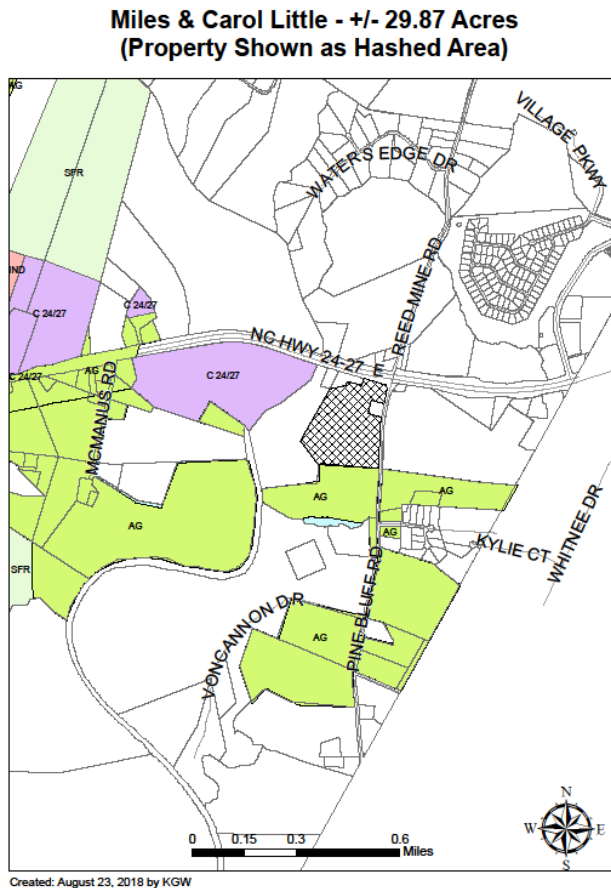 Miles & Carol Little - +/- 29.87 Acres
(Property Shown as Hashed Area)
AG
VILLAGE PKWY
WATERS EDGE DR
SFR
REED MINE RD
IND
C 24/27
C 24/27
NC HWY 24-27 E
C 24/27
C 24/27
AG
MCMANUS RD
AG
AG
AG
AG
KYLIE CT
WHITNEE DR
SFR
VONCANNON DR
PINE BLUFF RD
AG
N
W
E
S
0 0.15 0.3 0.6
Miles
Created: August 23, 2018 by KGW